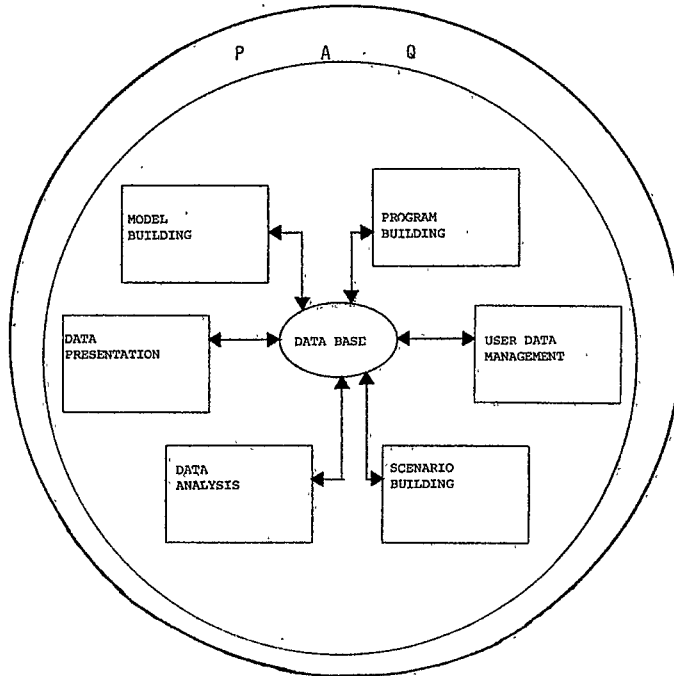 P A Q
MODEL
BUILDING
PROGRAM
BUILDING
DATA
PRESENTATION
DATA BASE
USER DATA
MANAGEMENT
DATA
ANALYSIS
SCENARIO
BUILDING